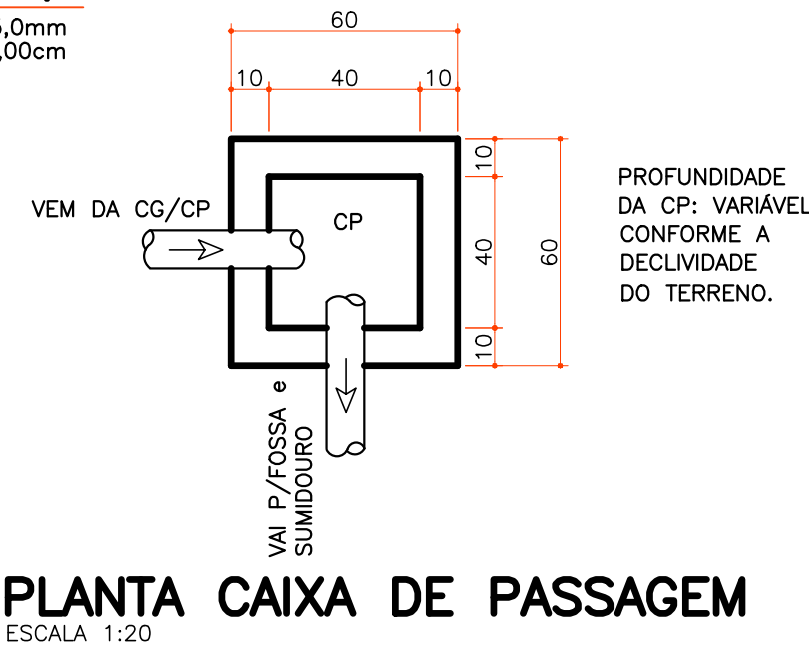 ,0mm
,00cm
60
10 40 10
VEM DA CG/CP
CP
10
40
10
60
PROFUNDIDADE
DA CP: VARIÁVEL
CONFORME A
DECLIVIDADE
DO TERRENO.
VAI P/FOSSA e
SUMIDOURO
PLANTA CAIXA DE PASSAGEM
ESCALA 1:20